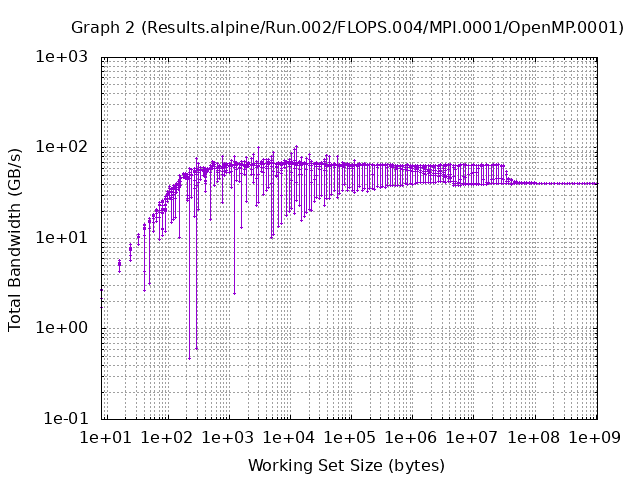 Graph 2 (Results.alpine/Run.002/FLOPS.004/MPI.0001/OpenMP.0001)
1e+03
1e+02
1e+01
1e+00
1e-01
Total Bandwidth (GB/s)
1e+01 1e+02 1e+03 1e+04 1e+05 1e+06 1e+07 1e+08 1e+09
Working Set Size (bytes)